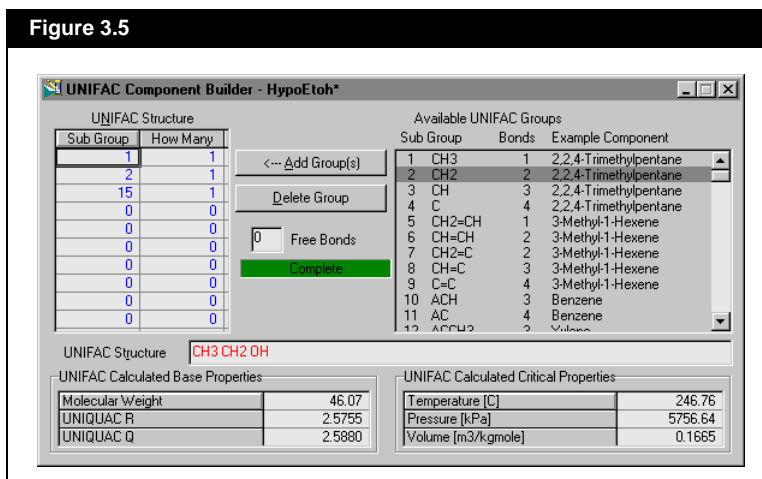 Figure 3.5
UNIFAC Component Builder - HypoEtoh*
UNIFAC Structure
Sub Group How Many
1 1
2 1
15 1
0 0
0 0
0 0
0 0
0 0
0 0
0 0
<--- Add Group(s)
Delete Group
0 Free Bonds
Complete
Available UNIFAC Groups
Sub Group Bonds Example Component
1 CH3 1 2,2,4-Trimethylpentane
2 CH2 2 2,2,4-Trimethylpentane
3 CH 3 2,2,4-Trimethylpentane
4 C 4 2,2,4-Trimethylpentane
5 CH2=CH 1 3-Methyl-1-Hexene
6 CH=CH 2 3-Methyl-1-Hexene
7 CH2=C 2 3-Methyl-1-Hexene
8 CH=C 3 3-Methyl-1-Hexene
9 C=C 4 3-Methyl-1-Hexene
10 ACH 3 Benzene
11 AC 4 Benzene
12 ACCH3 3 Xylene
UNIFAC Structure CH3 CH2 OH
UNIFAC Calculated Base Properties
Molecular Weight 46.07
UNIQUAC R 2.5755
UNIQUAC Q 2.5880
UNIFAC Calculated Critical Properties
Temperature [C] 246.76
Pressure [kPa] 5756.64
Volume [m3/kgmole] 0.1665